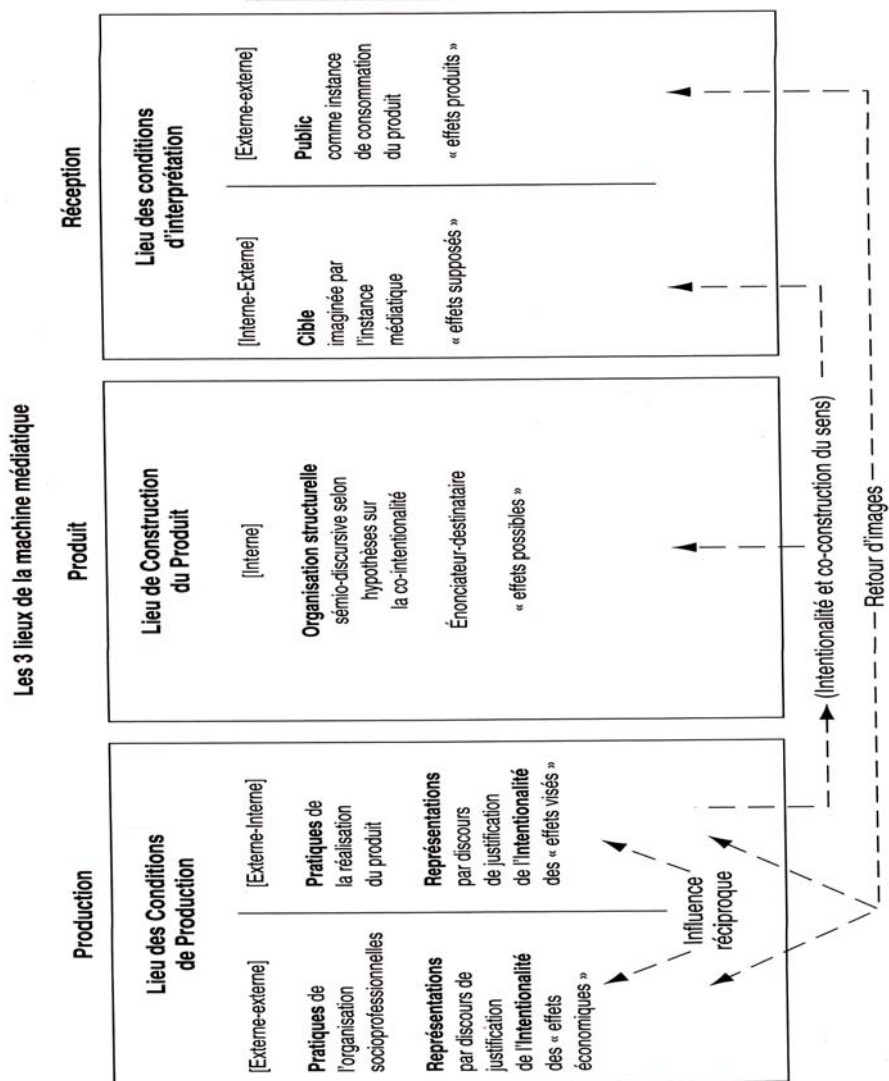 Les 3 lieux de la machine médiatique
Production
Lieu des Conditions
de Production
[Externe-externe]
Pratiques de
l'organisation
socioprofessionnelles
Représentations
par discours de
justification
de l'Intentionalité
des « effets
économiques »
[Externe-Interne]
Pratiques de
la réalisation
du produit
Représentations
par discours
de justification
de l'Intentionalité
des « effets visés »
Influence
réciproque
Produit
Lieu de Construction
du Produit
[Interne]
Organisation structurelle
sémio-discursive selon
hypothèses sur
la co-intentionalité
Énonciateur-destinataire
« effets possibles »
Réception
Lieu des conditions
d'interprétation
[Interne-Externe]
Cible
imaginée par
l'instance
médiatique
« effets supposés »
[Externe-externe]
Public
comme instance
de consommation
du produit
« effets produits »
(Intentionalité et co-construction du sens)
Retour d'images